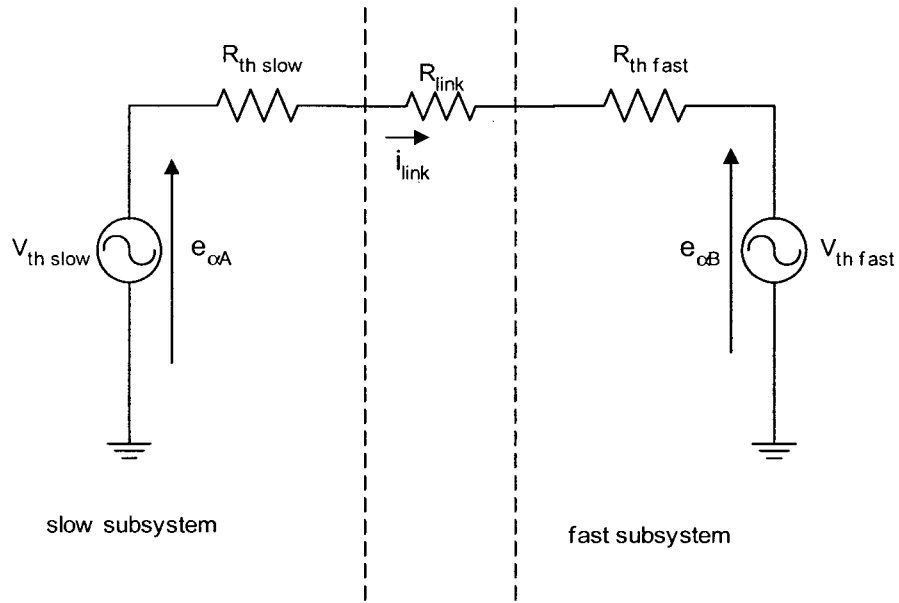 R_th slow
R_link
R_th fast
i_link
V_th slow
e_αA
e_αB
V_th fast
slow subsystem
fast subsystem